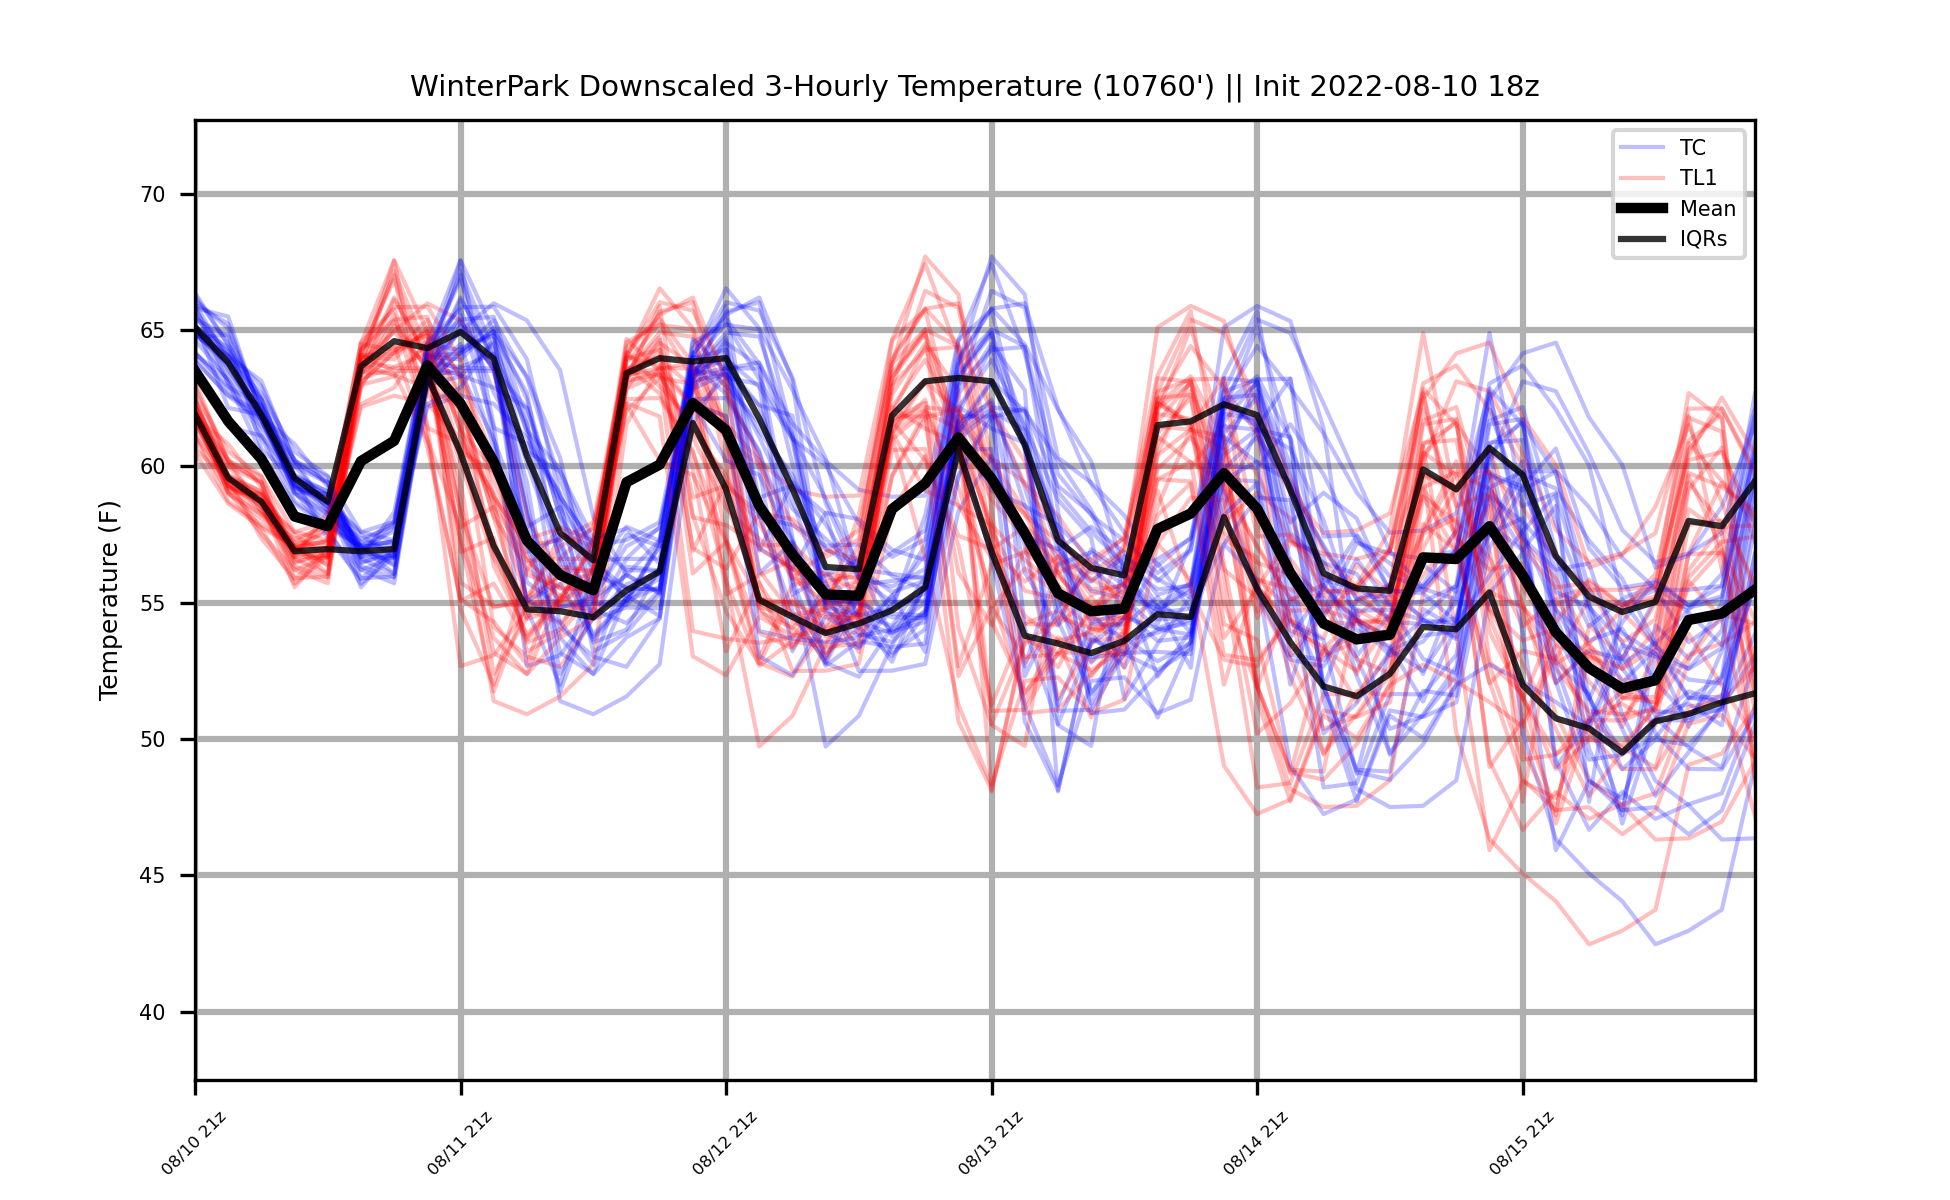 WinterPark Downscaled 3-Hourly Temperature (10760') || Init 2022-08-10 18z
TC
TL1
Mean
IQRs
Temperature (F)
70
65
60
55
50
45
40
08/10 21z
08/11 21z
08/12 21z
08/13 21z
08/14 21z
08/15 21z